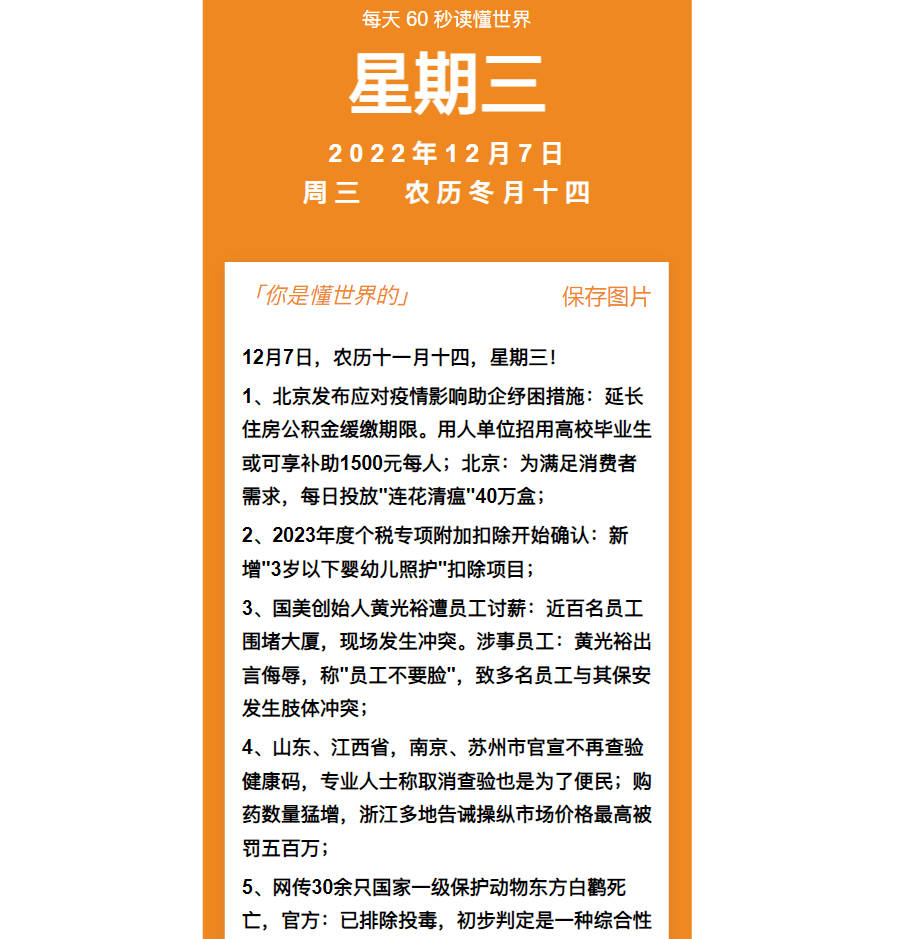 每天 60 秒读懂世界
星期三
2022年12月7日
周三 农历冬月十四
「你是懂世界的」
保存图片
12月7日，农历十一月十四，星期三！
1、北京发布应对疫情影响助企纾困措施：延长
住房公积金缓缴期限。用人单位招用高校毕业生
或可享补助1500元每人；北京：为满足消费者
需求，每日投放"连花清瘟"40万盒；
2、2023年度个税专项附加扣除开始确认：新
增"3岁以下婴幼儿照护"扣除项目；
3、国美创始人黄光裕遭员工讨薪：近百名员工
围堵大厦，现场发生冲突。涉事员工：黄光裕出
言侮辱，称"员工不要脸"，致多名员工与其保安
发生肢体冲突；
4、山东、江西省，南京、苏州市官宣不再查验
健康码，专业人士称取消查验也是为了便民；购
药数量猛增，浙江多地告诫操纵市场价格最高被
罚五百万；
5、网传30余只国家一级保护动物东方白鹳死
亡，官方：已排除投毒，初步判定是一种综合性